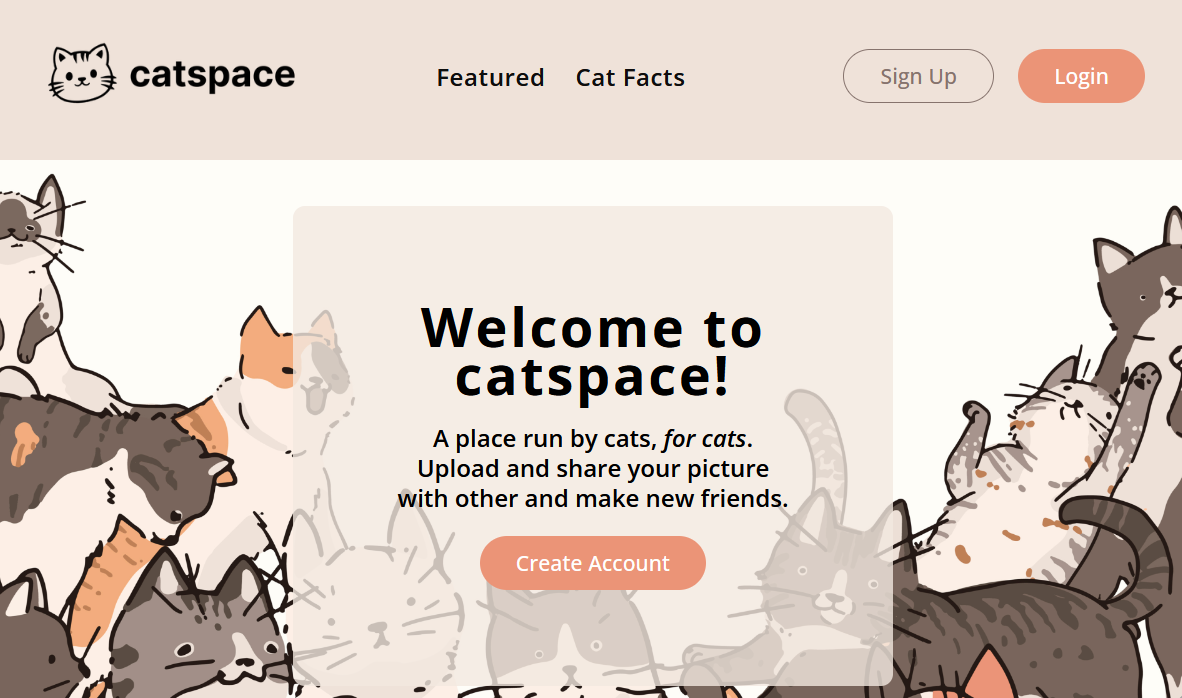 catspace
Featured
Cat Facts
Sign Up
Login
Welcome to
catspace!
A place run by cats, for cats.
Upload and share your picture
with other and make new friends.
Create Account